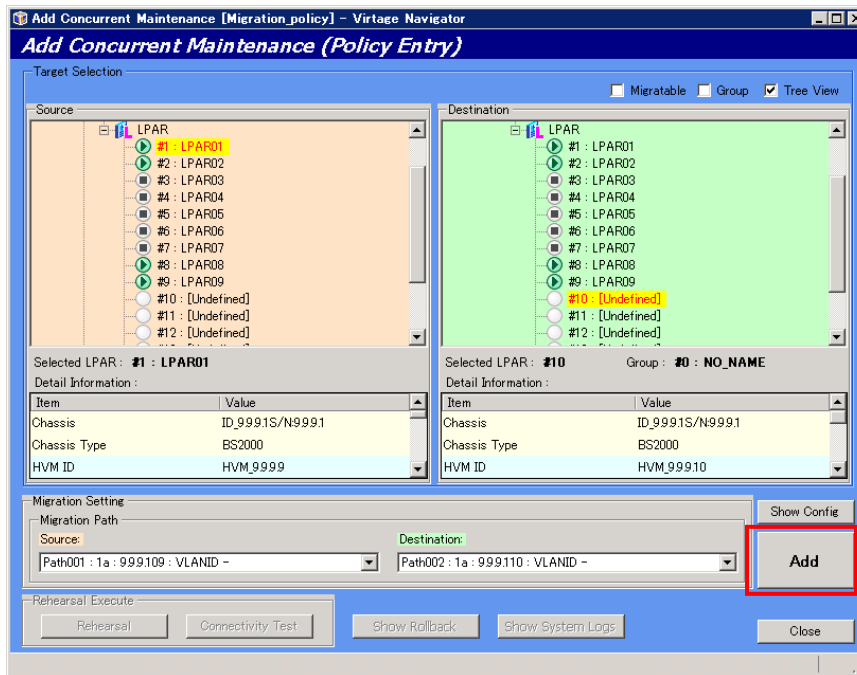 Add Concurrent Maintenance [Migration_policy] - Virtage Navigator
Add Concurrent Maintenance (Policy Entry)
Target Selection
Migratable Group Tree View
Source
LPAR
#1 : LPAR01
#2 : LPAR02
#3 : LPAR03
#4 : LPAR04
#5 : LPAR05
#6 : LPAR06
#7 : LPAR07
#8 : LPAR08
#9 : LPAR09
#10 : [Undefined]
#11 : [Undefined]
#12 : [Undefined]
Selected LPAR : #1 : LPAR01
Detail Information :
Item Value
Chassis ID_9.9.9.1S/N:9.9.9.1
Chassis Type BS2000
HVM ID HVM_9.9.9.9
Destination
LPAR
#1 : LPAR01
#2 : LPAR02
#3 : LPAR03
#4 : LPAR04
#5 : LPAR05
#6 : LPAR06
#7 : LPAR07
#8 : LPAR08
#9 : LPAR09
#10 : [Undefined]
#11 : [Undefined]
#12 : [Undefined]
Selected LPAR : #10 Group : #0 : NO_NAME
Detail Information :
Item Value
Chassis ID_9.9.9.1S/N:9.9.9.1
Chassis Type BS2000
HVM ID HVM_9.9.9.10
Migration Setting
Migration Path
Source:
Path001 : 1a : 9.9.9.109 : VLANID -
Destination:
Path002 : 1a : 9.9.9.110 : VLANID -
Show Config
Add
Rehearsal Execute
Rehearsal Connectivity Test Show Rollback Show System Logs
Close